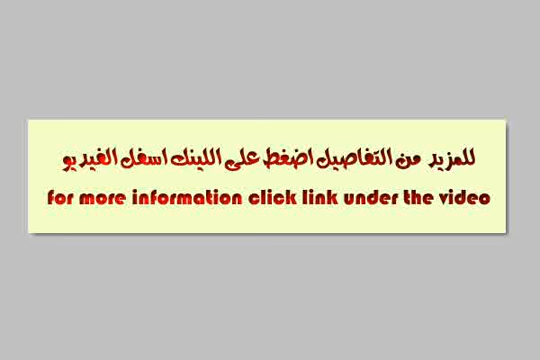 للمزيد من التفاصيل اضغط على اللينك اسفل الفيديو
for more information click link under the video